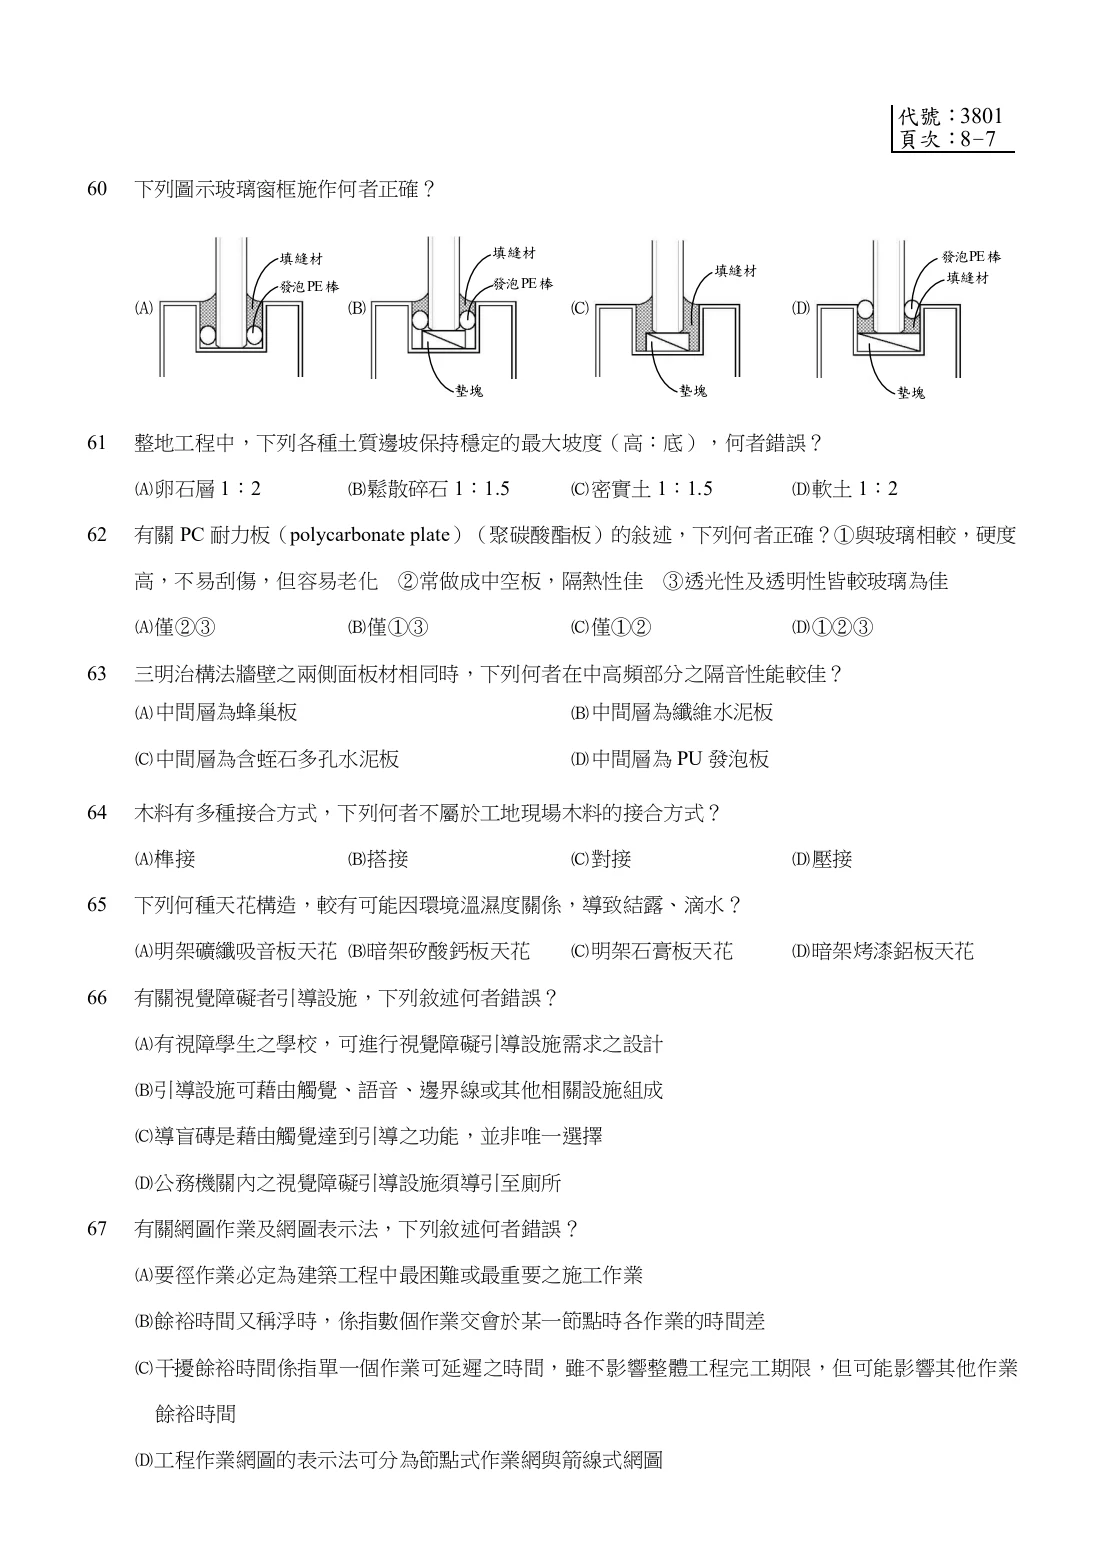 代號：3801
頁次：8－7
60 下列圖示玻璃窗框施作何者正確？
(A) 填縫材 發泡PE棒 (B) 填縫材 發泡PE棒 墊塊 (C) 填縫材 墊塊 (D) 發泡PE棒 填縫材 墊塊
61 整地工程中，下列各種土質邊坡保持穩定的最大坡度（高：底），何者錯誤？
(A)卵石層 1：2 (B)鬆散碎石 1：1.5 (C)密實土 1：1.5 (D)軟土 1：2
62 有關 PC 耐力板（polycarbonate plate）（聚碳酸酯板）的敍述，下列何者正確？①與玻璃相較，硬度
高，不易刮傷，但容易老化 ②常做成中空板，隔熱性佳 ③透光性及透明性皆較玻璃為佳
(A)僅②③ (B)僅①③ (C)僅①② (D)①②③
63 三明治構法牆壁之兩側面板材相同時，下列何者在中高頻部分之隔音性能較佳？
(A)中間層為蜂巢板 (B)中間層為纖維水泥板
(C)中間層為含蛭石多孔水泥板 (D)中間層為 PU 發泡板
64 木料有多種接合方式，下列何者不屬於工地現場木料的接合方式？
(A)榫接 (B)搭接 (C)對接 (D)壓接
65 下列何種天花構造，較有可能因環境溫濕度關係，導致結露、滴水？
(A)明架礦纖吸音板天花 (B)暗架矽酸鈣板天花 (C)明架石膏板天花 (D)暗架烤漆鋁板天花
66 有關視覺障礙者引導設施，下列敘述何者錯誤？
(A)有視障學生之學校，可進行視覺障礙引導設施需求之設計
(B)引導設施可藉由觸覺、語音、邊界線或其他相關設施組成
(C)導盲磚是藉由觸覺達到引導之功能，並非唯一選擇
(D)公務機關內之視覺障礙引導設施須導引至廁所
67 有關網圖作業及網圖表示法，下列敘述何者錯誤？
(A)要徑作業必定為建築工程中最困難或最重要之施工作業
(B)餘裕時間又稱浮時，係指數個作業交會於某一節點時各作業的時間差
(C)干擾餘裕時間係指單一個作業可延遲之時間，雖不影響整體工程完工期限，但可能影響其他作業
餘裕時間
(D)工程作業網圖的表示法可分為節點式作業網與箭線式網圖